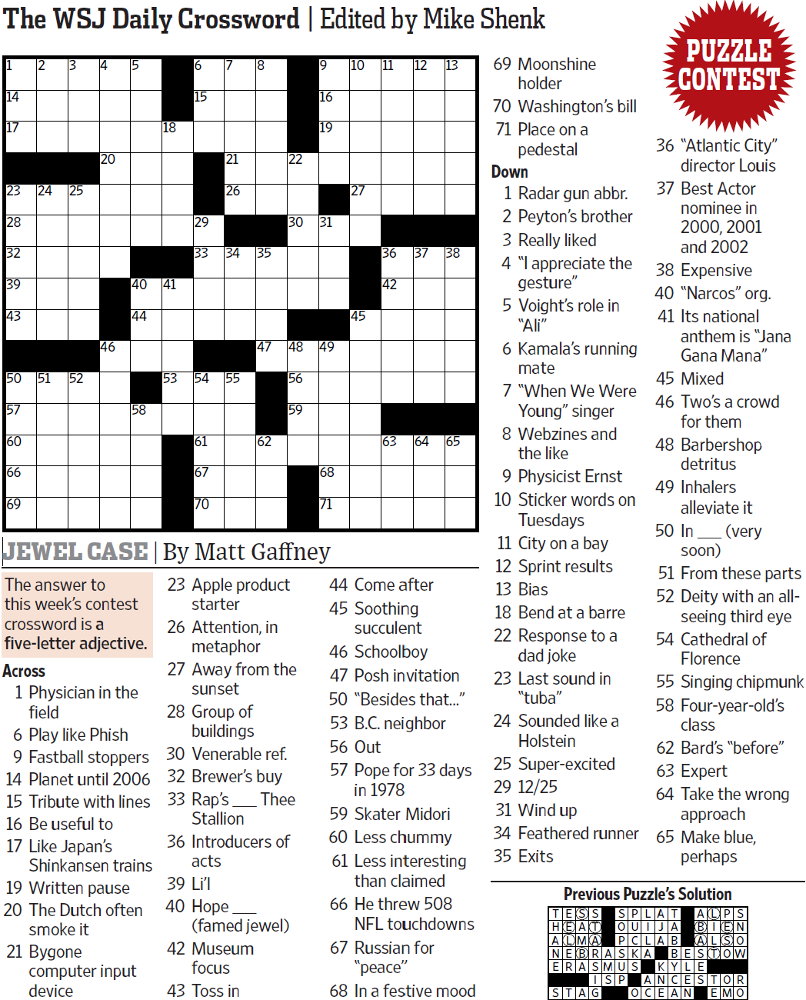 The WSJ Daily Crossword | Edited by Mike Shenk
PUZZLE
CONTEST
1 2 3 4 5 6 7 8 9 10 11 12 13
14 15 16
17 18 19
20 21 22
23 24 25 26 27
28 29 30 31
32 33 34 35 36 37 38
39 40 41 42
43 44 45
46 47 48 49
50 51 52 53 54 55 56
57 58 59
60 61 62 63 64 65
66 67 68
69 70 71
JEWEL CASE | By Matt Gaffney
The answer to
this week's contest
crossword is a
five-letter adjective.
Across
1 Physician in the
field
6 Play like Phish
9 Fastball stoppers
14 Planet until 2006
15 Tribute with lines
16 Be useful to
17 Like Japan's
Shinkansen trains
19 Written pause
20 The Dutch often
smoke it
21 Bygone
computer input
device
23 Apple product
starter
26 Attention, in
metaphor
27 Away from the
sunset
28 Group of
buildings
30 Venerable ref.
32 Brewer's buy
33 Rap's ___ Thee
Stallion
36 Introducers of
acts
39 Li'l
40 Hope ___
(famed jewel)
42 Museum
focus
43 Toss in
44 Come after
45 Soothing
succulent
46 Schoolboy
47 Posh invitation
50 "Besides that..."
53 B.C. neighbor
56 Out
57 Pope for 33 days
in 1978
59 Skater Midori
60 Less chummy
61 Less interesting
than claimed
66 He threw 508
NFL touchdowns
67 Russian for
"peace"
68 In a festive mood
69 Moonshine
holder
70 Washington's bill
71 Place on a
pedestal
Down
1 Radar gun abbr.
2 Peyton's brother
3 Really liked
4 "I appreciate the
gesture"
5 Voight's role in
"Ali"
6 Kamala's running
mate
7 "When We Were
Young" singer
8 Webzines and
the like
9 Physicist Ernst
10 Sticker words on
Tuesdays
11 City on a bay
12 Sprint results
13 Bias
18 Bend at a barre
22 Response to a
dad joke
23 Last sound in
"tuba"
24 Sounded like a
Holstein
25 Super-excited
29 12/25
31 Wind up
34 Feathered runner
35 Exits
36 "Atlantic City"
director Louis
37 Best Actor
nominee in
2000, 2001
and 2002
38 Expensive
40 "Narcos" org.
41 Its national
anthem is "Jana
Gana Mana"
45 Mixed
46 Two's a crowd
for them
48 Barbershop
detritus
49 Inhalers
alleviate it
50 In ___ (very
soon)
51 From these parts
52 Deity with an all-
seeing third eye
54 Cathedral of
Florence
55 Singing chipmunk
58 Four-year-old's
class
62 Bard's "before"
63 Expert
64 Take the wrong
approach
65 Make blue,
perhaps
Previous Puzzle's Solution
T E S S S P L A T A L P S
H E A T O U I J A B I E N
A L M A P C L A B A L S O
N E B R A S K A B E S T O W
E R A S M U S K Y L E
I S P A N C E S T O R
S T A G O C E A N E M O